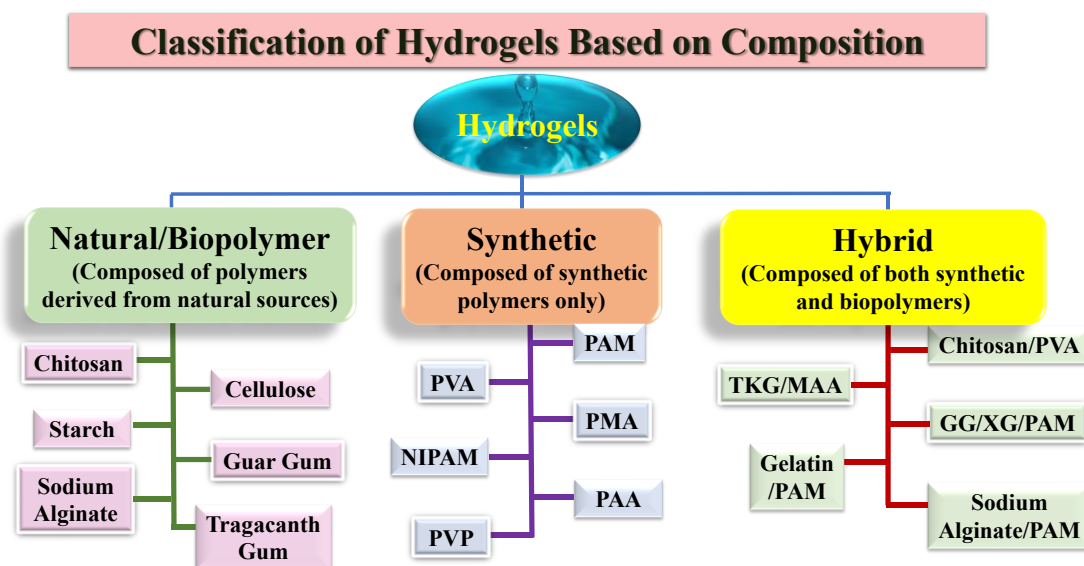 Classification of Hydrogels Based on Composition
Hydrogels
Natural/Biopolymer
(Composed of polymers
derived from natural sources)
Chitosan
Cellulose
Starch
Guar Gum
Sodium
Alginate
Tragacanth
Gum
Synthetic
(Composed of synthetic
polymers only)
PAM
PVA
PMA
NIPAM
PAA
PVP
Hybrid
(Composed of both synthetic
and biopolymers)
Chitosan/PVA
TKG/MAA
GG/XG/PAM
Gelatin
/PAM
Sodium
Alginate/PAM